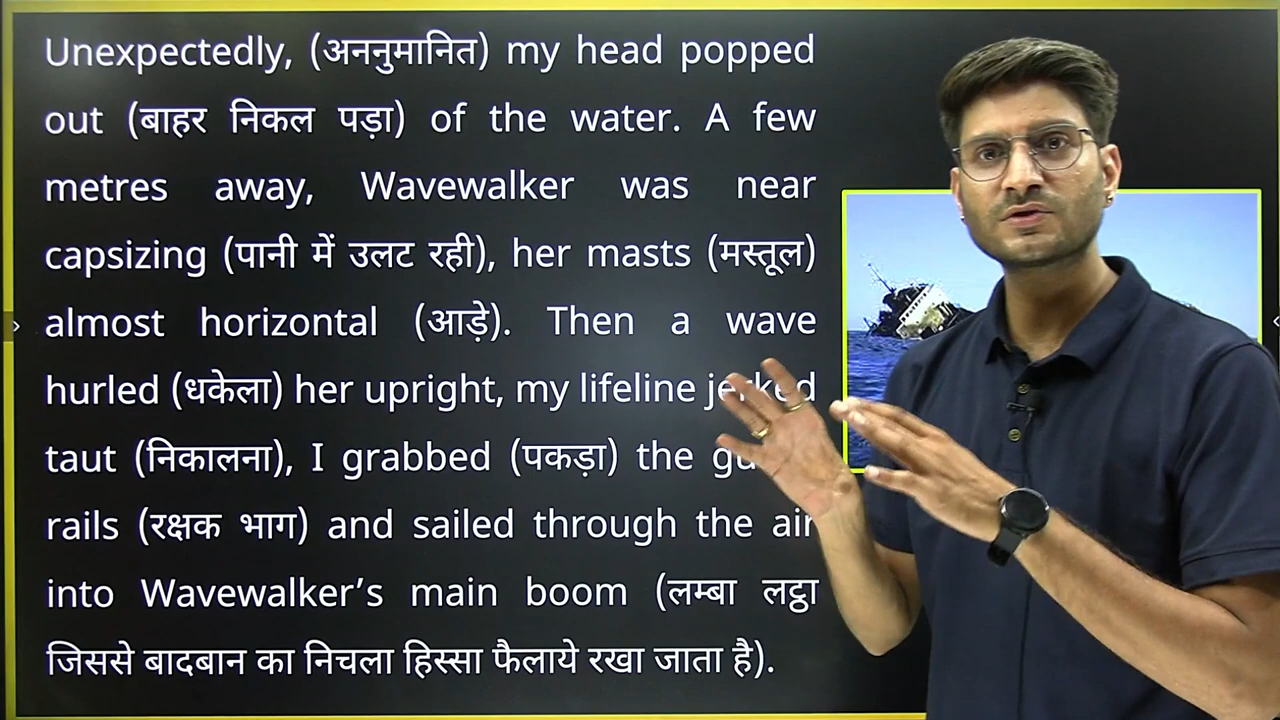 Unexpectedly, (अननुमानित) my head popped
out (बाहर निकल पड़ा) of the water. A few
metres away, Wavewalker was near
capsizing (पानी में उलट रही), her masts (मस्तूल)
almost horizontal (आड़े). Then a wave
hurled (धकेला) her upright, my lifeline jerked
taut (निकालना), I grabbed (पकड़ा) the
rails (रक्षक भाग) and sailed through the air
into Wavewalker’s main boom (लम्बा लट्ठा
जिससे बादबान का निचला हिस्सा फैलाये रखा जाता है).